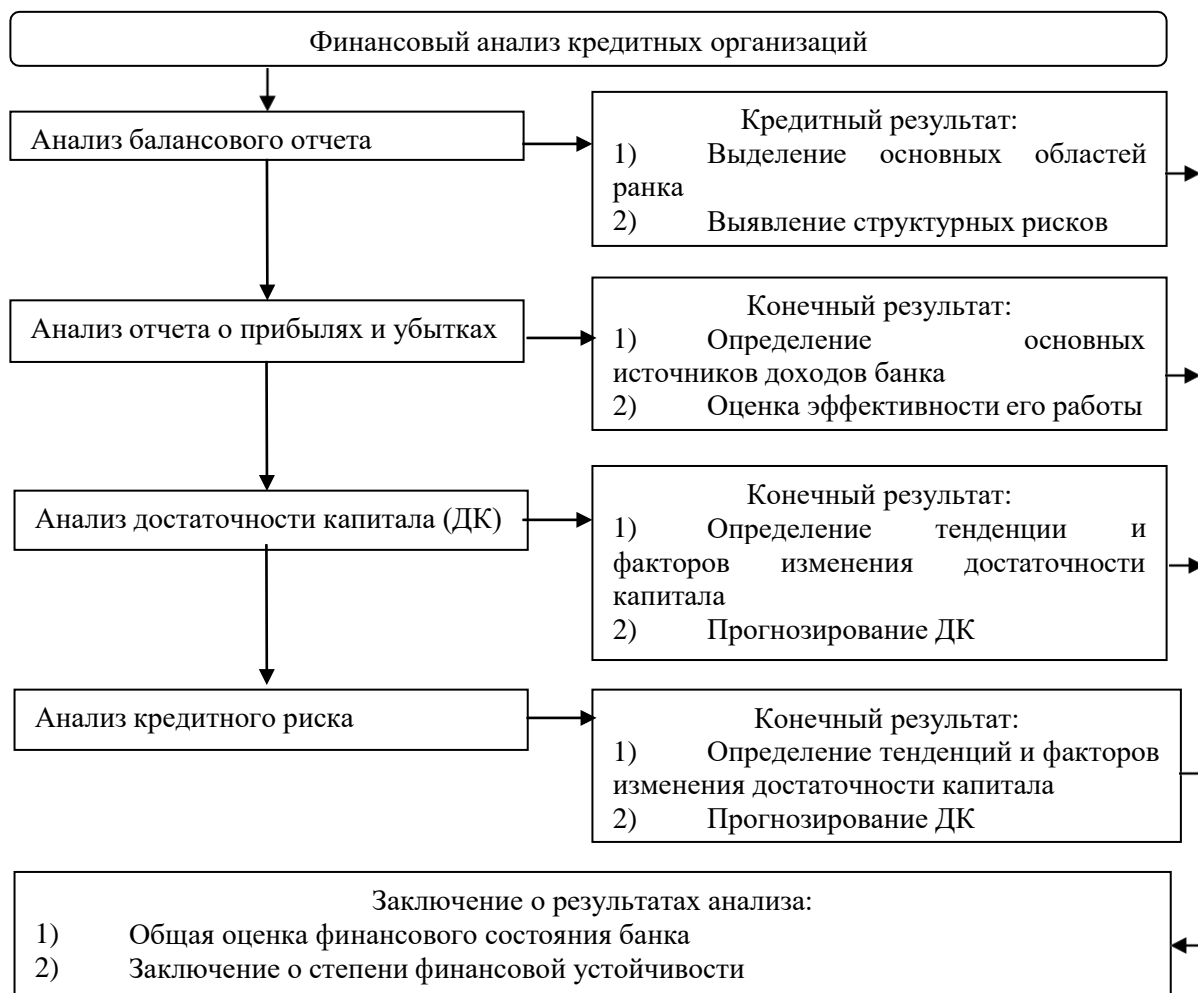 Финансовый анализ кредитных организаций
Анализ балансового отчета
Кредитный результат:
1) Выделение основных областей
ранка
2) Выявление структурных рисков
Анализ отчета о прибылях и убытках
Конечный результат:
1) Определение основных
источников доходов банка
2) Оценка эффективности его работы
Анализ достаточности капитала (ДК)
Конечный результат:
1) Определение тенденции и
факторов изменения достаточности
капитала
2) Прогнозирование ДК
Анализ кредитного риска
Конечный результат:
1) Определение тенденций и факторов
изменения достаточности капитала
2) Прогнозирование ДК
Заключение о результатах анализа:
1) Общая оценка финансового состояния банка
2) Заключение о степени финансовой устойчивости